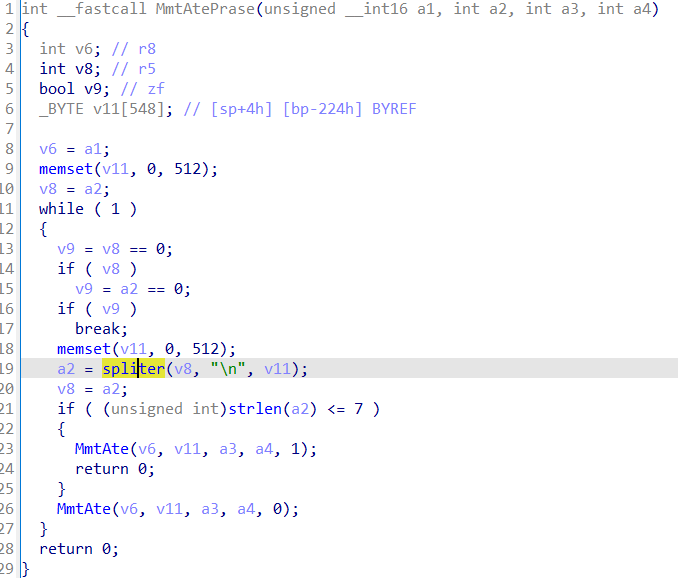 1 int __fastcall MmtAtePrase(unsigned __int16 a1, int a2, int a3, int a4)
2 {
3   int v6; // r8
4   int v8; // r5
5   bool v9; // zf
6   _BYTE v11[548]; // [sp+4h] [bp-224h] BYREF
7
8   v6 = a1;
9   memset(v11, 0, 512);
10   v8 = a2;
11   while ( 1 )
12   {
13     v9 = v8 == 0;
14     if ( v8 )
15       v9 = a2 == 0;
16     if ( v9 )
17       break;
18     memset(v11, 0, 512);
19     a2 = spliter(v8, "\n", v11);
20     v8 = a2;
21     if ( (unsigned int)strlen(a2) <= 7 )
22     {
23       MmtAte(v6, v11, a3, a4, 1);
24       return 0;
25     }
26     MmtAte(v6, v11, a3, a4, 0);
27   }
28   return 0;
29 }